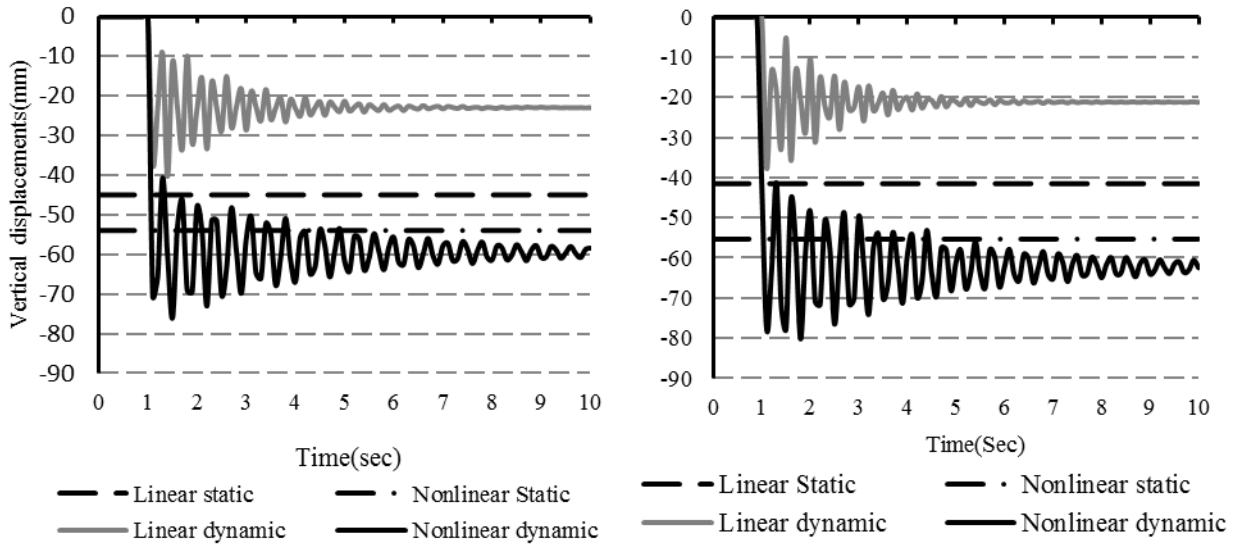 Vertical displacements(mm)
0
-10
-20
-30
-40
-50
-60
-70
-80
-90
0 1 2 3 4 5 6 7 8 9 10
Time(sec)
Linear static
Nonlinear Static
Linear dynamic
Nonlinear dynamic
0
-10
-20
-30
-40
-50
-60
-70
-80
-90
0 1 2 3 4 5 6 7 8 9 10
Time(Sec)
Linear Static
Nonlinear static
Linear dynamic
Nonlinear dynamic